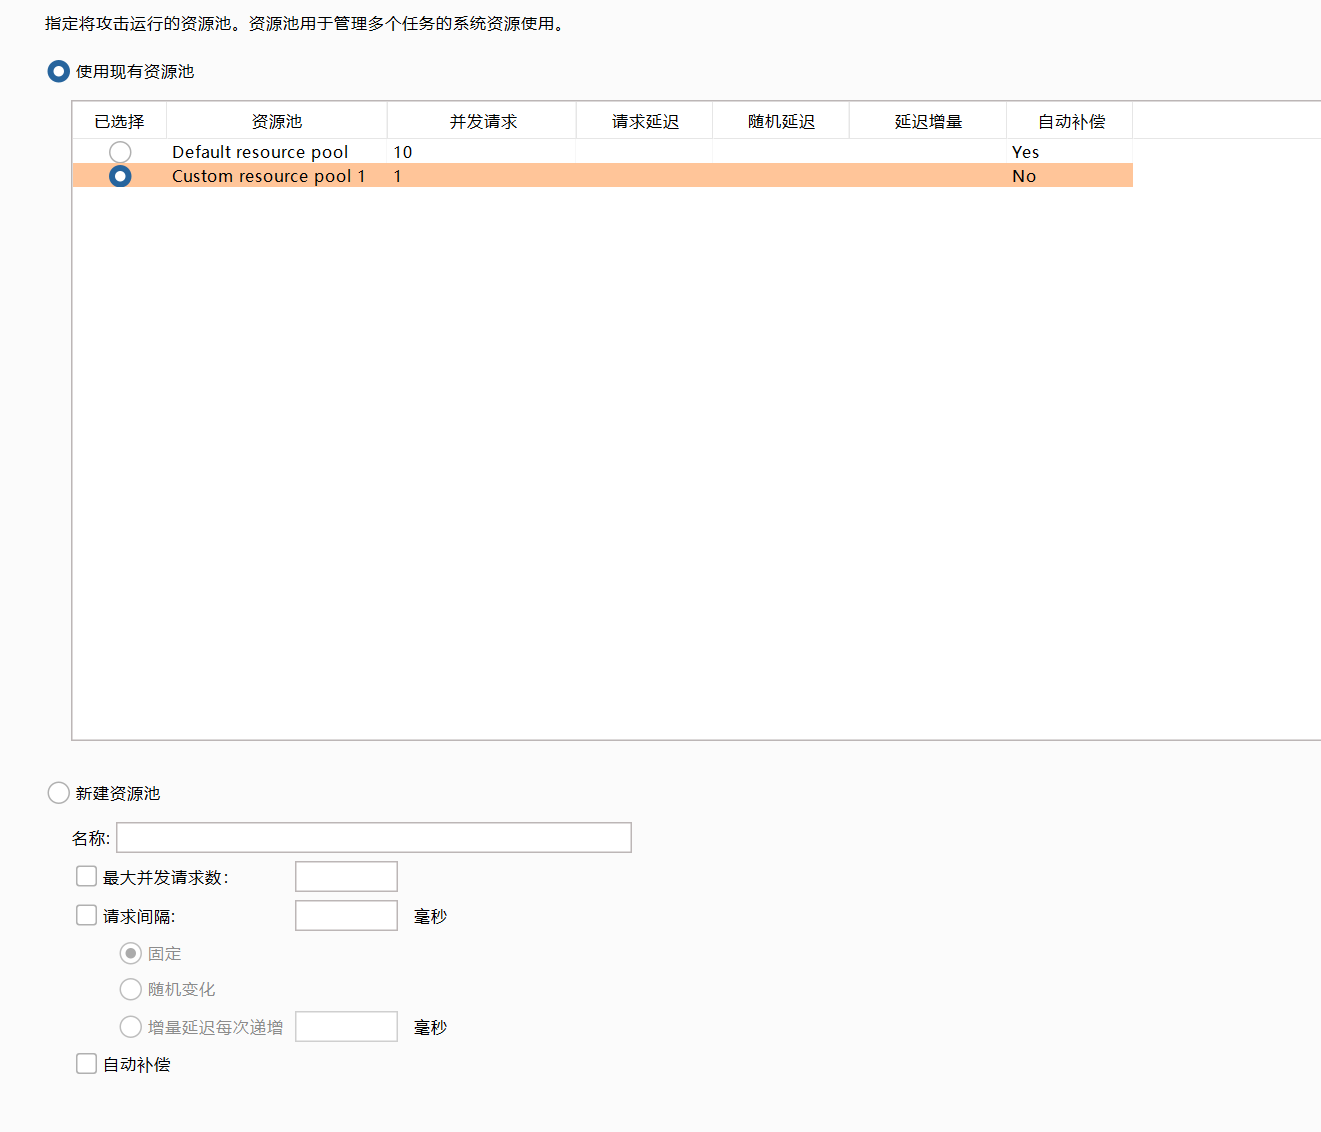 指定将攻击运行的资源池。资源池用于管理多个任务的系统资源使用。
使用现有资源池
已选择 资源池 并发请求 请求延迟 随机延迟 延迟增量 自动补偿
Default resource pool 10 Yes
Custom resource pool 1 1 No
新建资源池
名称:
最大并发请求数：
请求间隔: 毫秒
固定
随机变化
增量延迟每次递增 毫秒
自动补偿